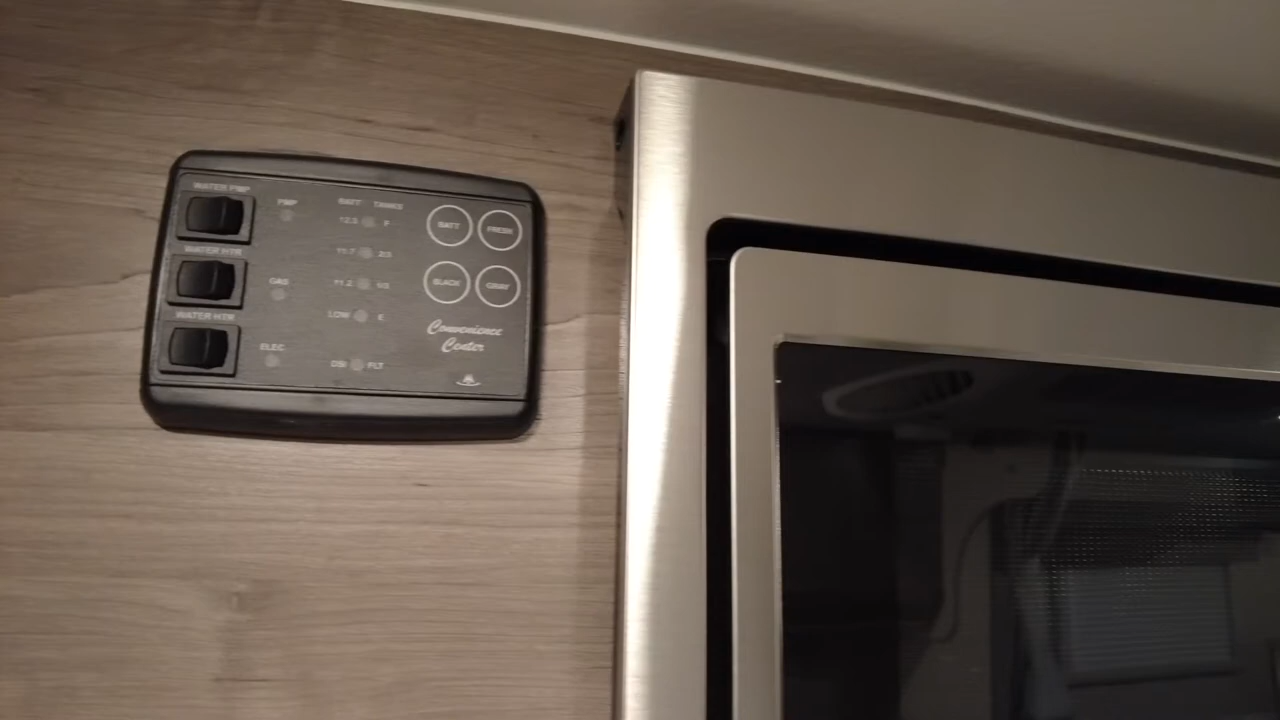 WATER PMP
PMP
BATT TANKS
12.5 F
BATT
FRESH
WATER HTR
11.7 2/3
GAS
11.2 1/3
BLACK
GRAY
WATER HTR
LOW E
Convenience
Center
ELEC
DSI FLT